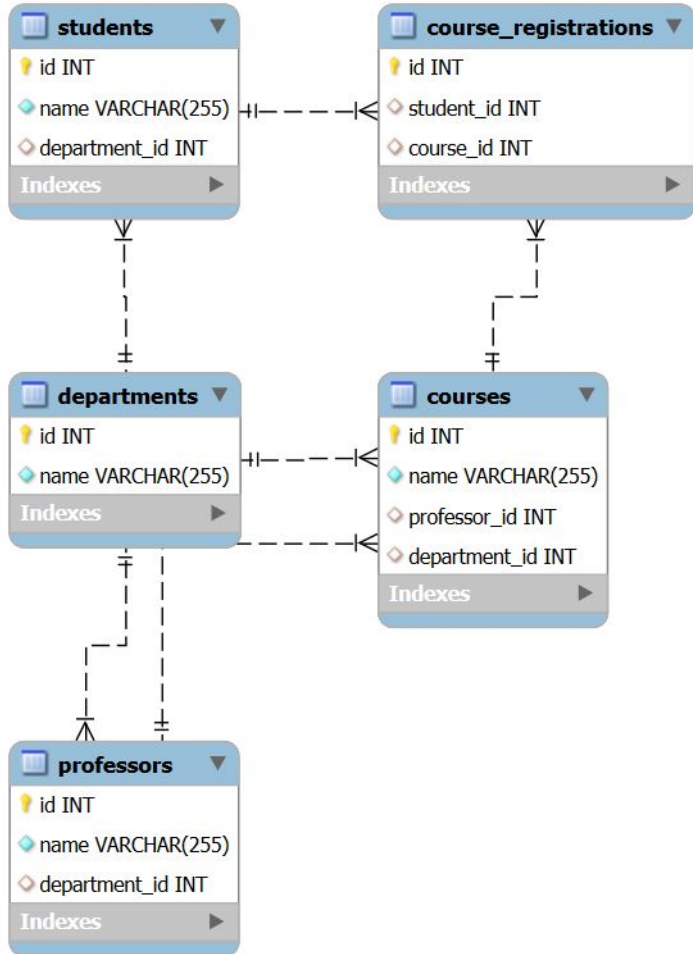 students
id INT
name VARCHAR(255)
department_id INT
Indexes
course_registrations
id INT
student_id INT
course_id INT
Indexes
departments
id INT
name VARCHAR(255)
Indexes
courses
id INT
name VARCHAR(255)
professor_id INT
department_id INT
Indexes
professors
id INT
name VARCHAR(255)
department_id INT
Indexes